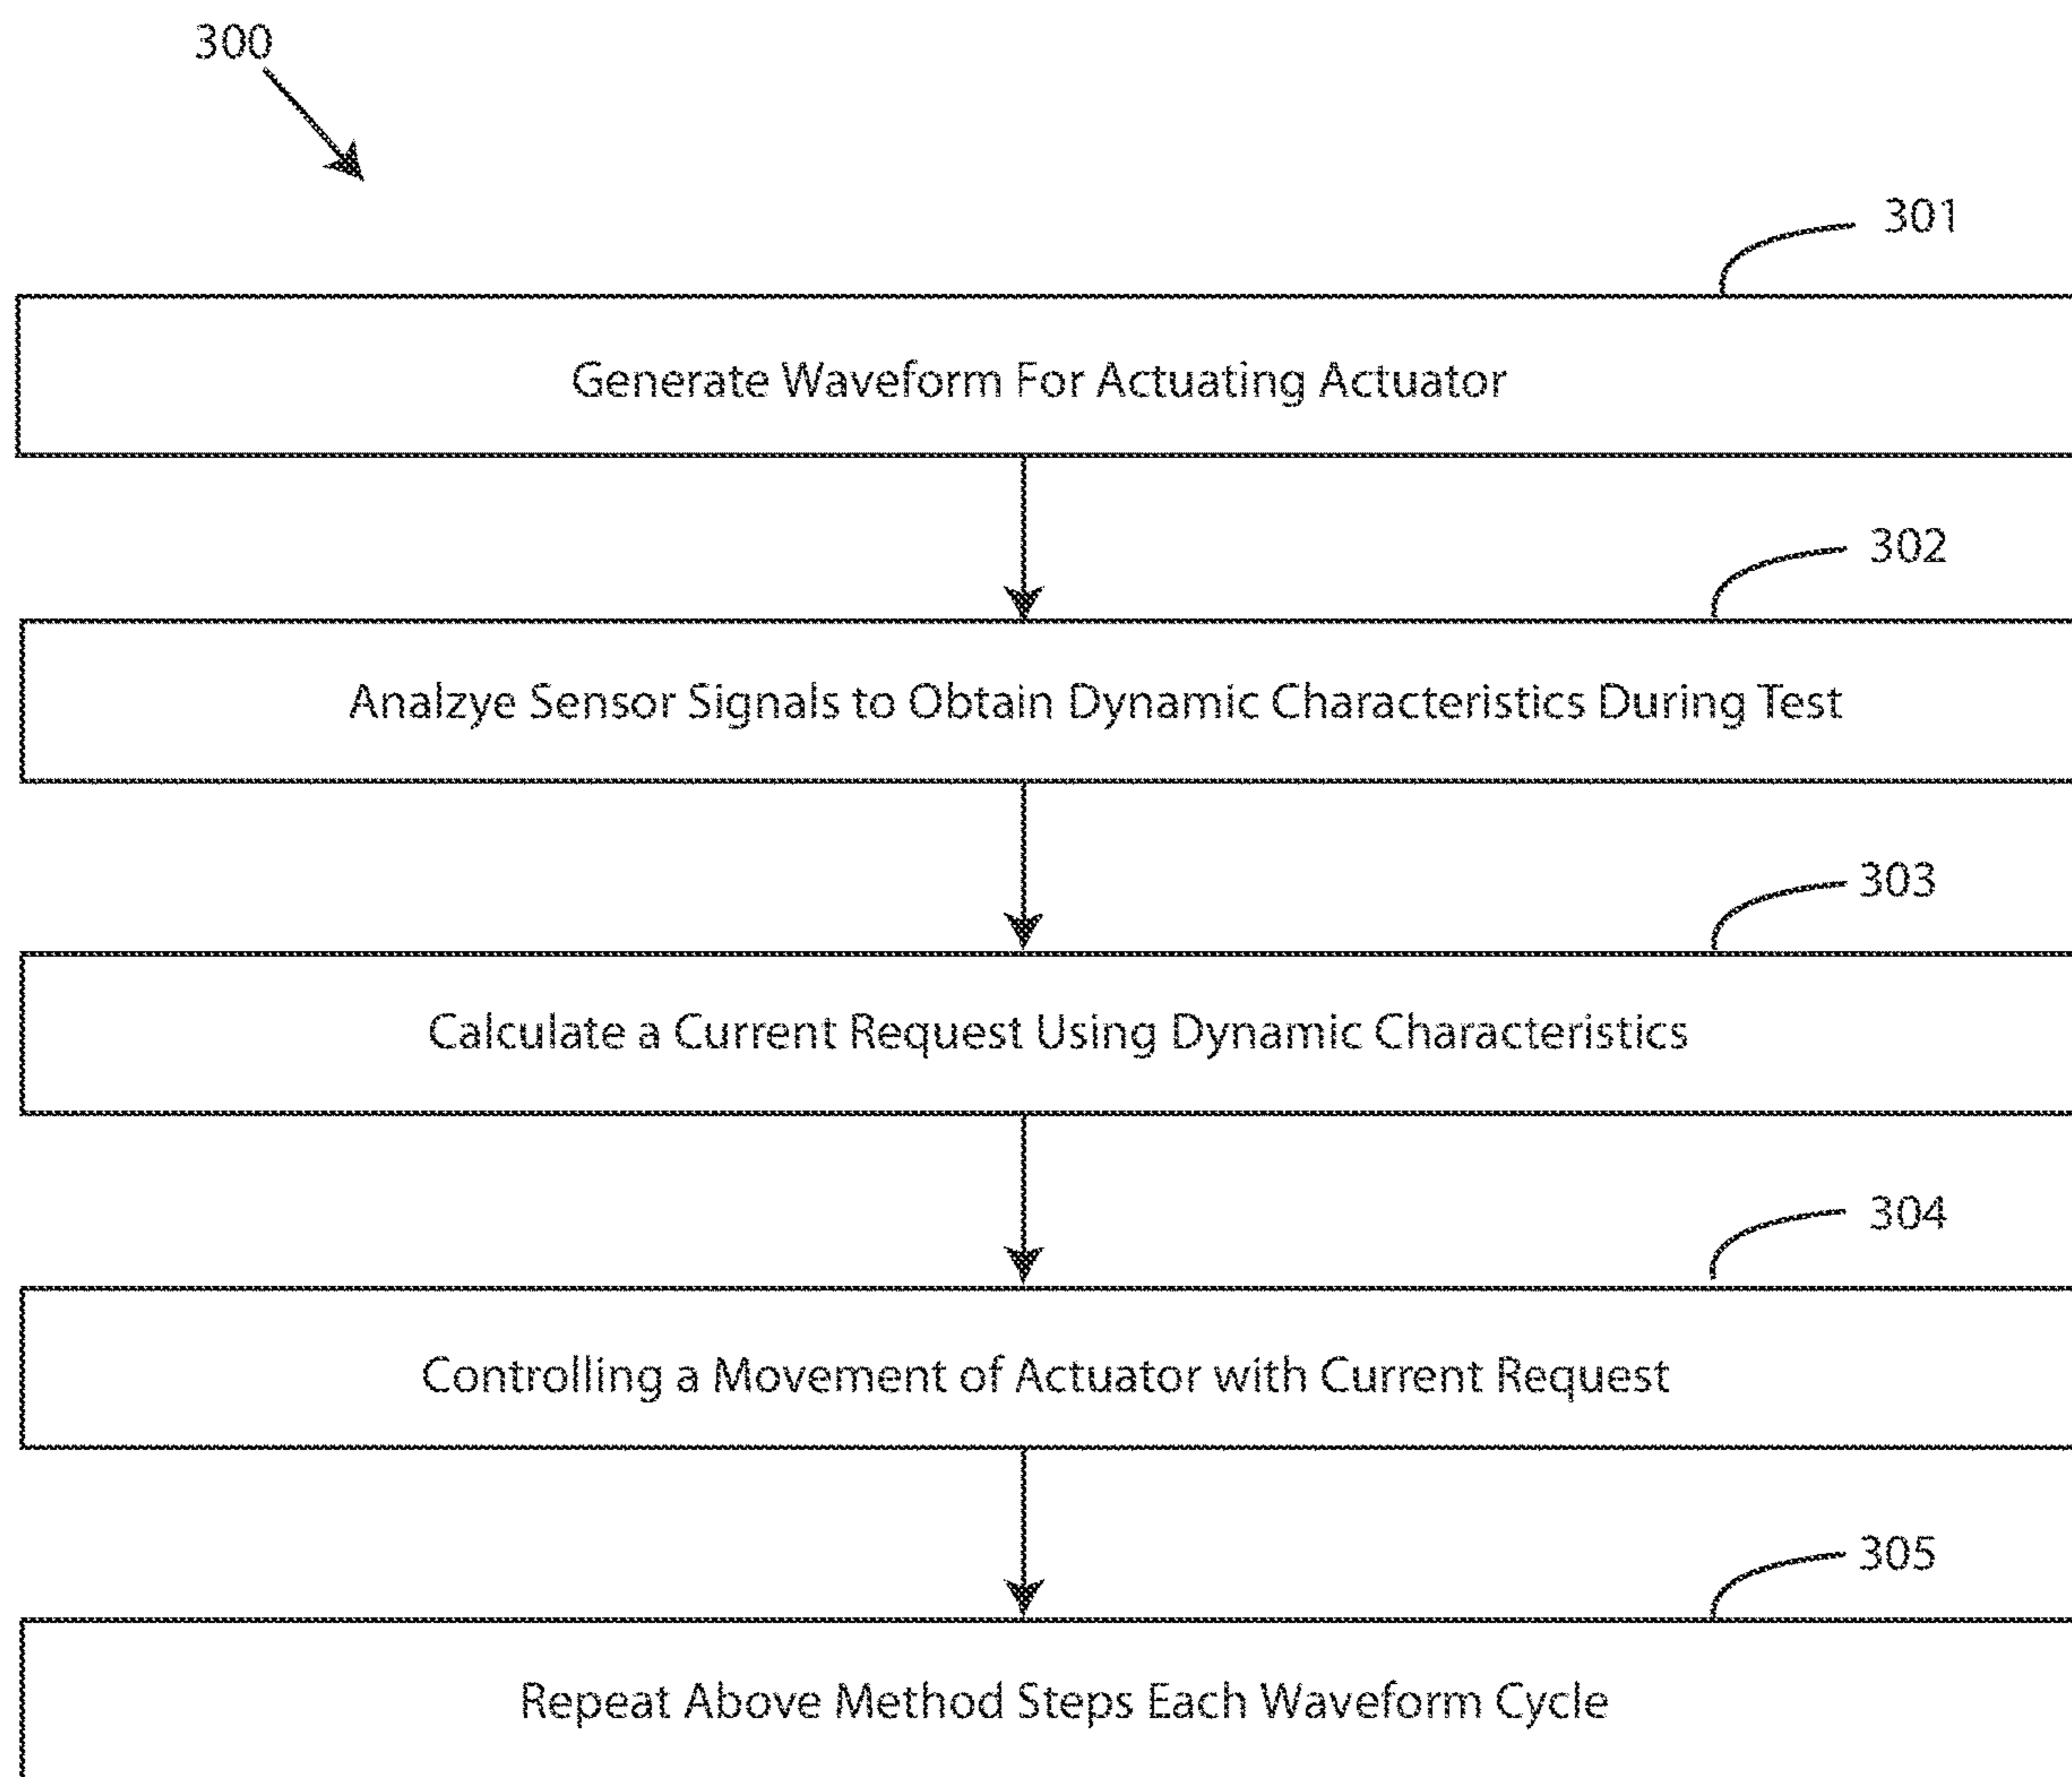 300
301
Generate Waveform For Actuating Actuator
302
Analzye Sensor Signals to Obtain Dynamic Characteristics During Test
303
Calculate a Current Request Using Dynamic Characteristics
304
Controlling a Movement of Actuator with Current Request
305
Repeat Above Method Steps Each Waveform Cycle